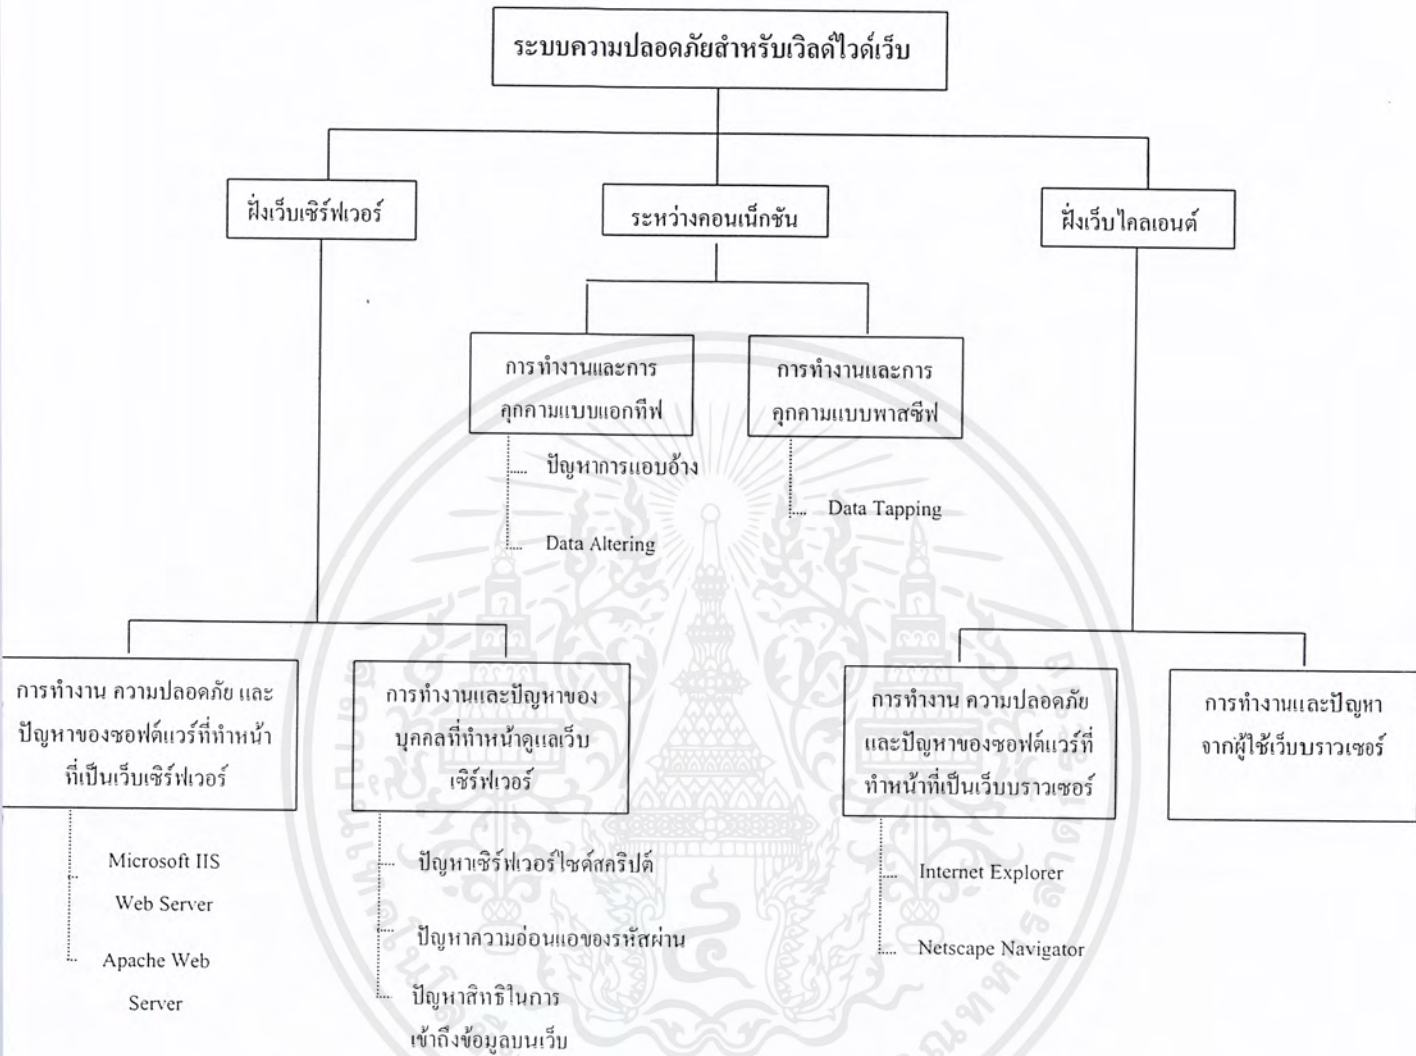 ระบบความปลอดภัยสำหรับเวิลด์ไวด์เว็บ
ฝั่งเว็บเซิร์ฟเวอร์
ระหว่างคอนเน็กชัน
ฝั่งเว็บไคลเอนต์
การทำงานและการ
คุกคามแบบแอกทีฟ
การทำงานและการ
คุกคามแบบพาสซีฟ
ปัญหาการแอบอ้าง
Data Altering
Data Tapping
การทำงาน ความปลอดภัย และ
ปัญหาของซอฟต์แวร์ที่ทำหน้า
ที่เป็นเว็บเซิร์ฟเวอร์
การทำงานและปัญหาของ
บุคคลที่ทำหน้าดูแลเว็บ
เซิร์ฟเวอร์
การทำงาน ความปลอดภัย
และปัญหาของซอฟต์แวร์ที่
ทำหน้าที่เป็นเว็บบราวเซอร์
การทำงานและปัญหา
จากผู้ใช้เว็บบราวเซอร์
Microsoft IIS
Web Server
Apache Web
Server
ปัญหาเซิร์ฟเวอร์ไซด์สคริปต์
ปัญหาความอ่อนแอของรหัสผ่าน
ปัญหาสิทธิในการ
เข้าถึงข้อมูลบนเว็บ
Internet Explorer
Netscape Navigator